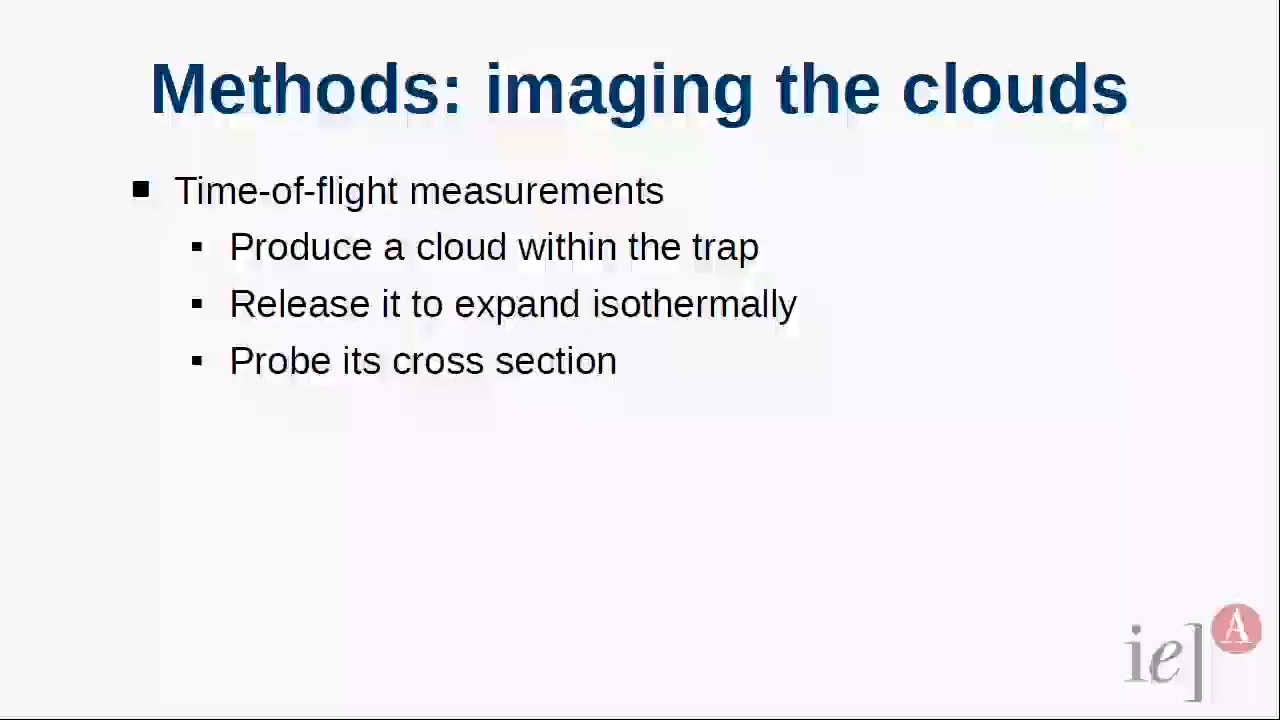 Methods: imaging the clouds
Time-of-flight measurements
Produce a cloud within the trap
Release it to expand isothermally
Probe its cross section
ie] A